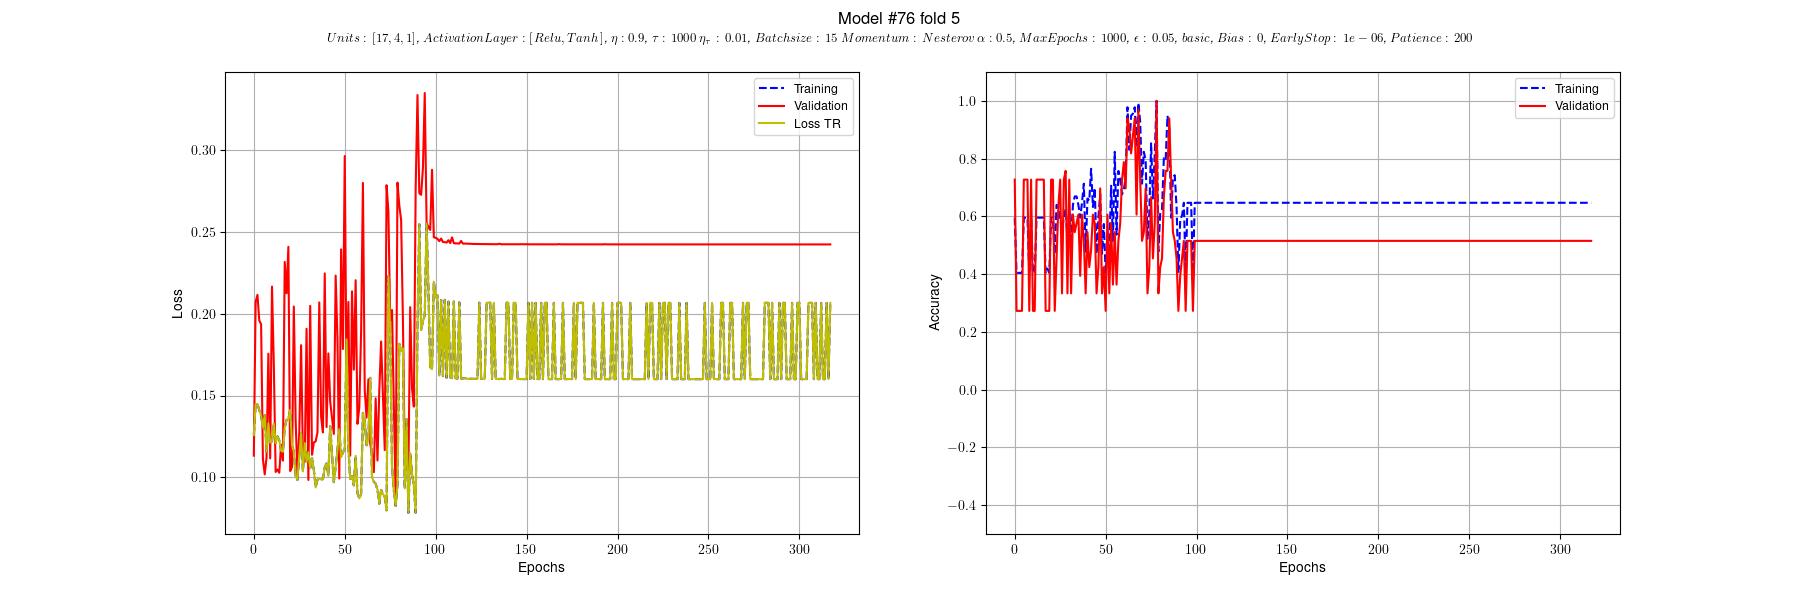 Model #76 fold 5
Units : [17, 4, 1], ActivationLayer : [Relu, Tanh], η : 0.9, τ : 1000 ητ : 0.01, Batchsize : 15 Momentum : Nesterov α : 0.5, MaxEpochs : 1000, ϵ : 0.05, basic, Bias : 0, EarlyStop : 1e − 06, Patience : 200
Training
Validation
Loss TR
0.30
0.25
0.20
0.15
0.10
Loss
0 50 100 150 200 250 300
Epochs
Training
Validation
1.0
0.8
0.6
0.4
0.2
0.0
−0.2
−0.4
Accuracy
0 50 100 150 200 250 300
Epochs